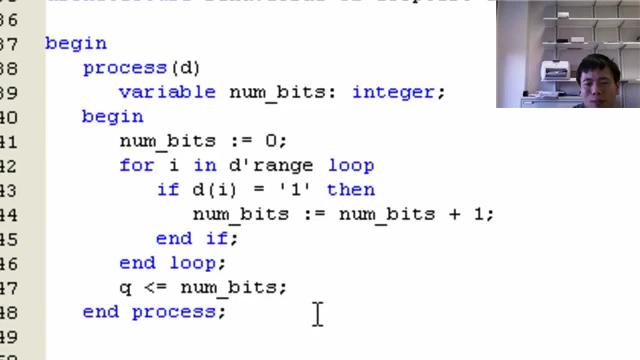 36
37 begin
38 process(d)
39 variable num_bits: integer;
40 begin
41 num_bits := 0;
42 for i in d'range loop
43 if d(i) = '1' then
44 num_bits := num_bits + 1;
45 end if;
46 end loop;
47 q <= num_bits;
48 end process;
49